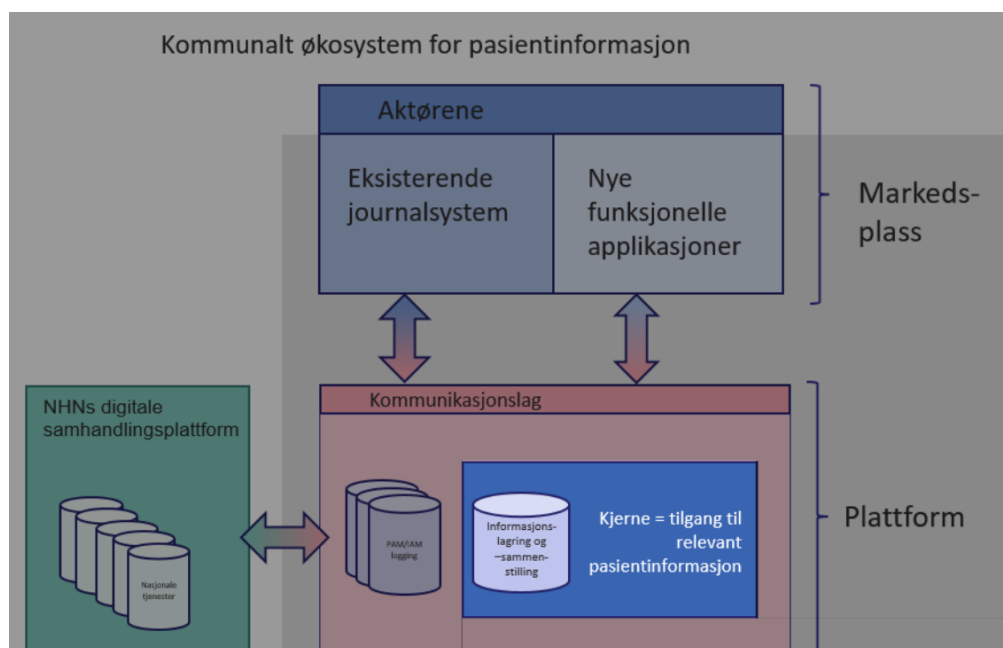 Kommunalt økosystem for pasientinformasjon
Aktørene
Eksisterende
journalsystem
Nye
funksjonelle
applikasjoner
Markeds-
plass
NHNs digitale
samhandlingsplattform
Nasjonale
tjenester
Kommunikasjonslag
PAM/IAM
logging
Informasjons-
lagring og
–sammen-
stilling
Kjerne = tilgang til
relevant
pasientinformasjon
Plattform